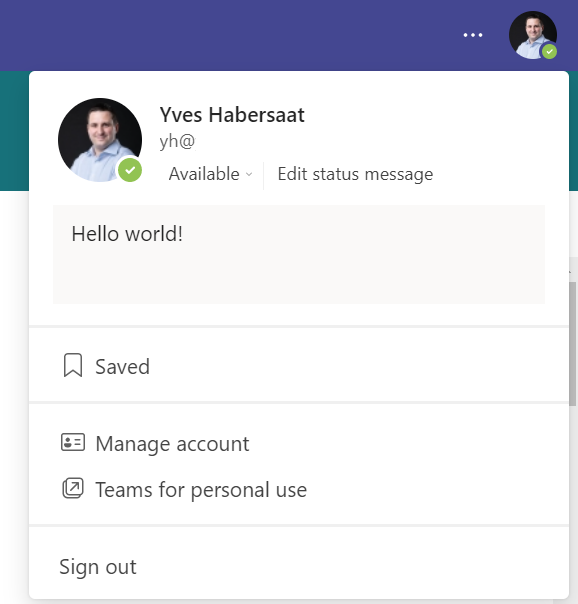 Yves Habersaat
yh@
Available
Edit status message
Hello world!
Saved
Manage account
Teams for personal use
Sign out